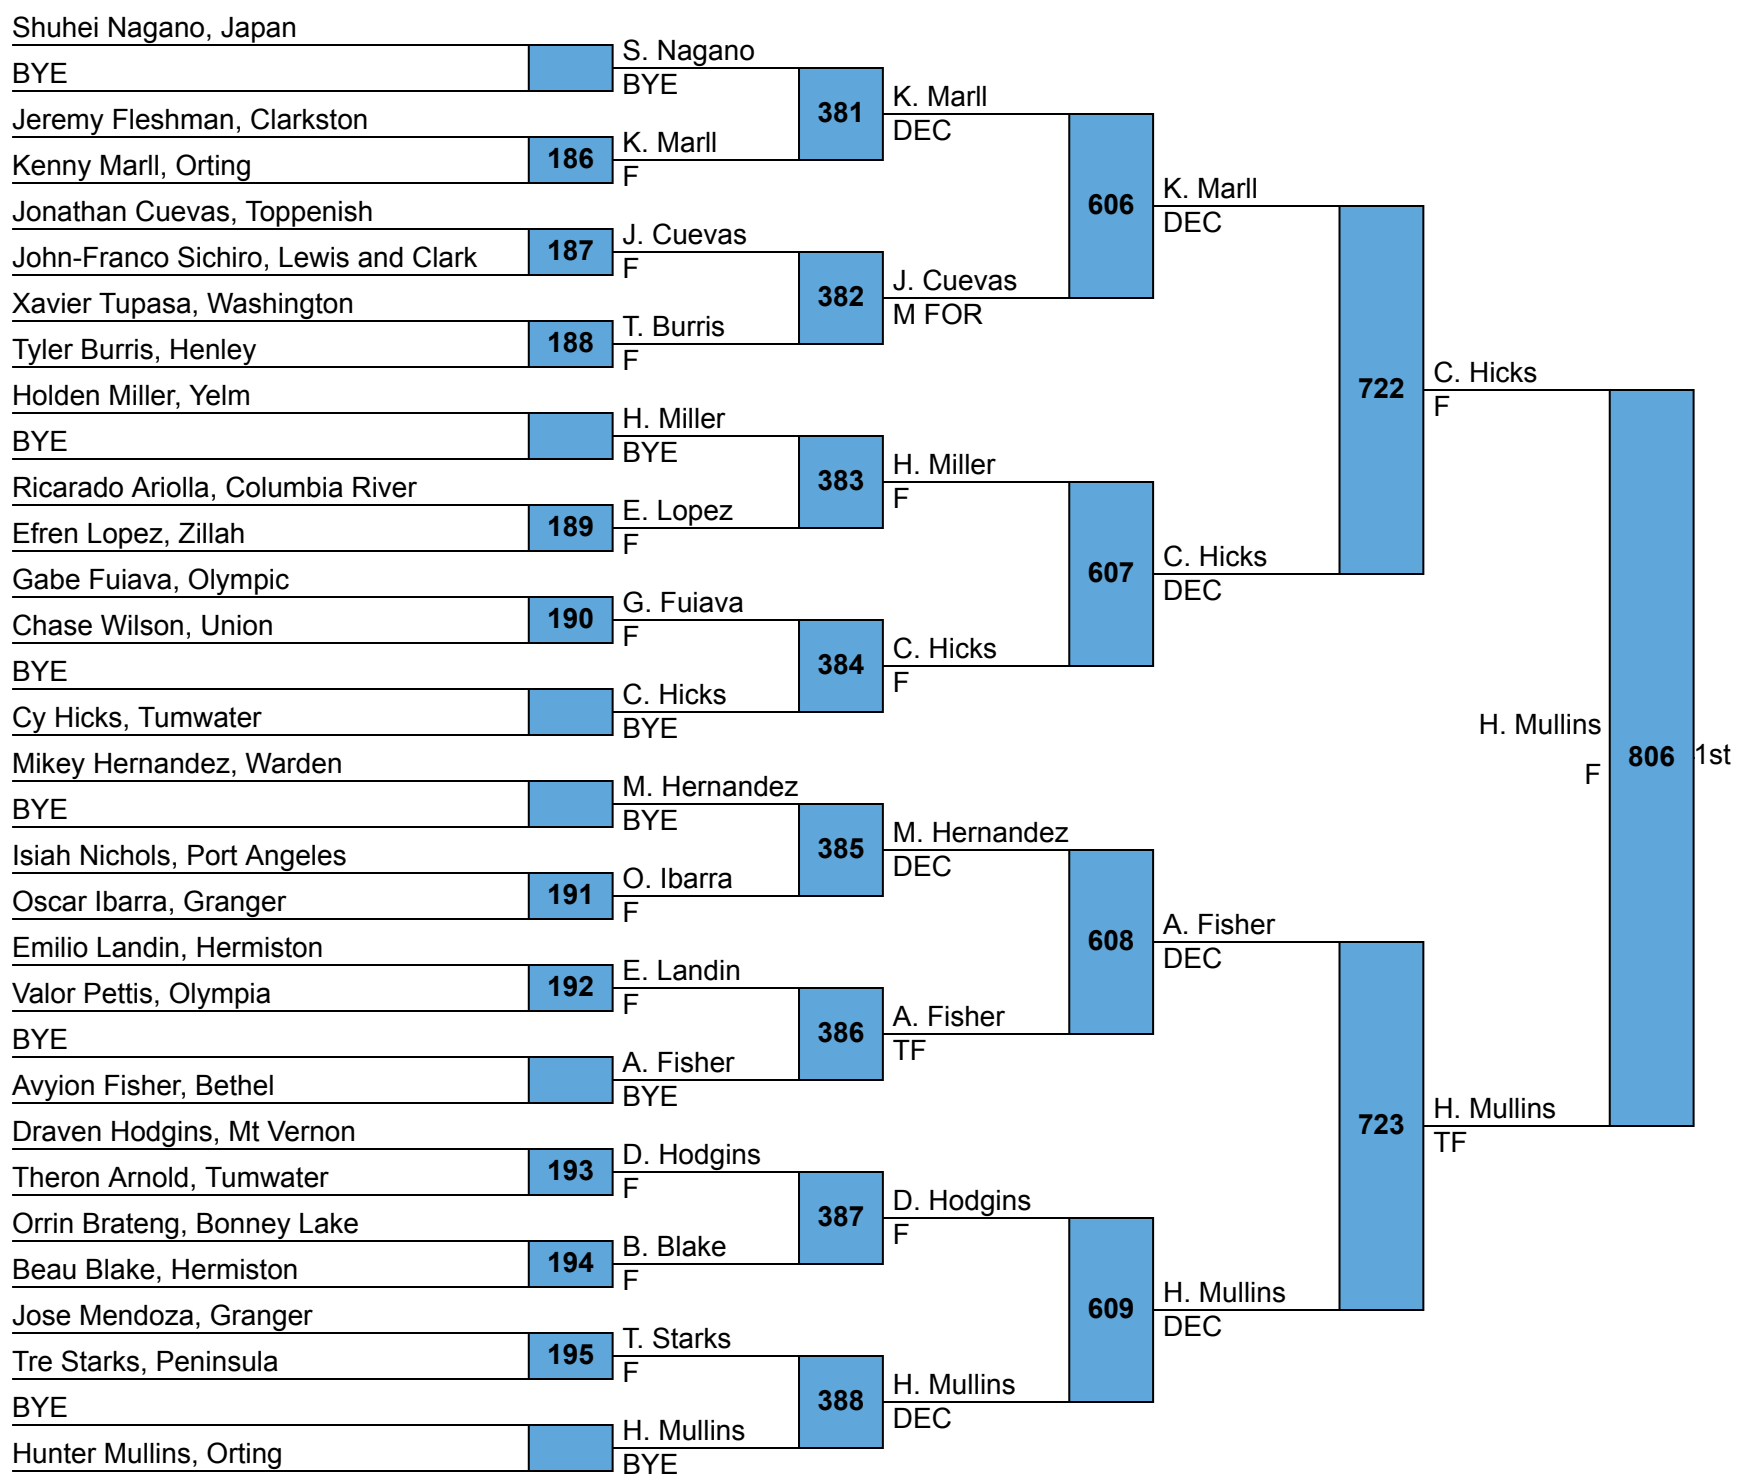 Shuhei Nagano, Japan
BYE
Jeremy Fleshman, Clarkston
Kenny Marll, Orting
Jonathan Cuevas, Toppenish
John-Franco Sichiro, Lewis and Clark
Xavier Tupasa, Washington
Tyler Burris, Henley
Holden Miller, Yelm
BYE
Ricarado Ariolla, Columbia River
Efren Lopez, Zillah
Gabe Fuiava, Olympic
Chase Wilson, Union
BYE
Cy Hicks, Tumwater
Mikey Hernandez, Warden
BYE
Isiah Nichols, Port Angeles
Oscar Ibarra, Granger
Emilio Landin, Hermiston
Valor Pettis, Olympia
BYE
Avyion Fisher, Bethel
Draven Hodgins, Mt Vernon
Theron Arnold, Tumwater
Orrin Brateng, Bonney Lake
Beau Blake, Hermiston
Jose Mendoza, Granger
Tre Starks, Peninsula
BYE
Hunter Mullins, Orting
186
187
188
189
190
191
192
193
194
195
S. Nagano
BYE
K. Marll
F
J. Cuevas
F
T. Burris
F
H. Miller
BYE
E. Lopez
F
G. Fuiava
F
C. Hicks
BYE
M. Hernandez
BYE
O. Ibarra
F
E. Landin
F
A. Fisher
BYE
D. Hodgins
F
B. Blake
F
T. Starks
F
H. Mullins
BYE
381
382
383
384
385
386
387
388
K. Marll
DEC
J. Cuevas
M FOR
H. Miller
F
C. Hicks
F
M. Hernandez
DEC
A. Fisher
TF
D. Hodgins
F
H. Mullins
DEC
606
607
608
609
K. Marll
DEC
C. Hicks
DEC
A. Fisher
DEC
H. Mullins
DEC
722
723
C. Hicks
F
H. Mullins
TF
H. Mullins
F
806
1st